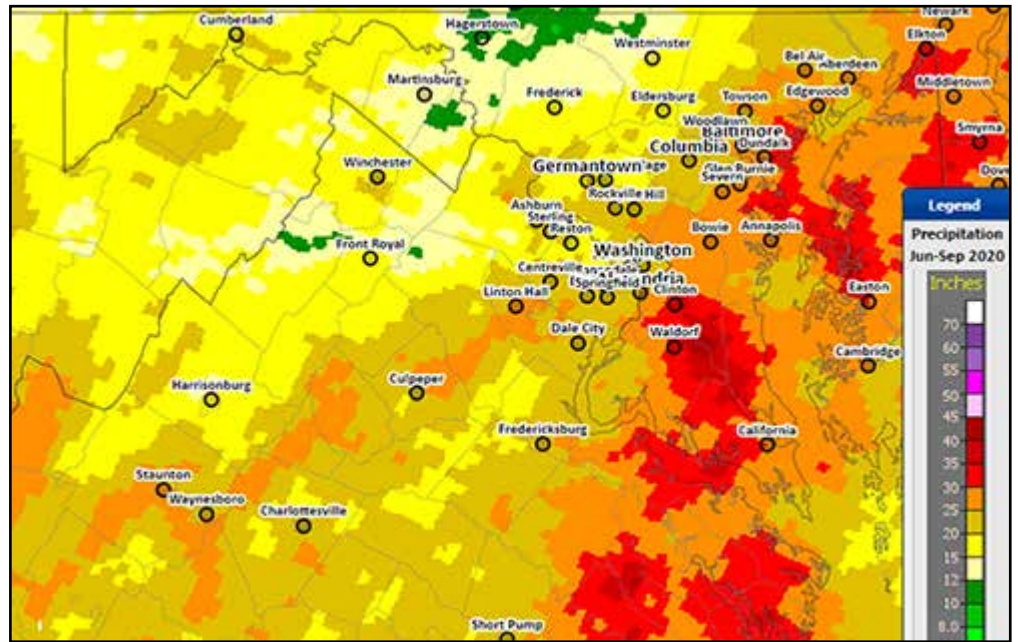 Cumberland
Hagerstown
Newark
Elkton
Westminster
Bel Air
Aberdeen
Martinsburg
Frederick
Eldersburg
Towson
Edgewood
Middletown
Woodlawn
Baltimore
Dundalk
Smyrna
Columbia
Winchester
Germantown
Glen Burnie
Severn
Dove
Rockville
Hill
Ashburn
Sterling
Reston
Bowie
Annapolis
Front Royal
Washington
Centreville
Springfield
Clinton
Linton Hall
Easton
Dale City
Waldorf
Cambridge
Harrisonburg
Culpeper
Fredericksburg
California
Staunton
Waynesboro
Charlottesville
Short Pump
Legend
Precipitation
Jun-Sep 2020
Inches
70
60
55
50
45
40
35
30
25
20
15
12
10
8.0